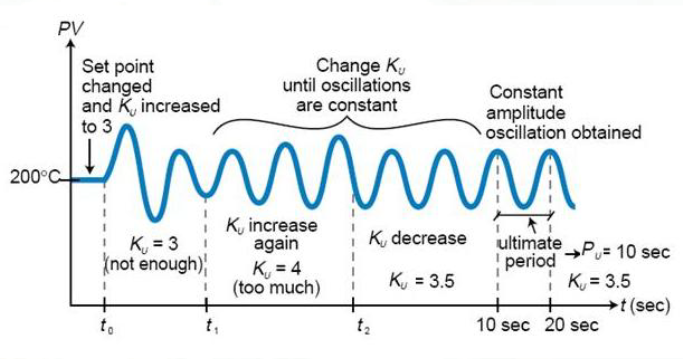 PV
Set point
changed
and Kᵤ increased
to 3
Change Kᵤ
until oscillations
are constant
Constant
amplitude
oscillation obtained
200°C
Kᵤ = 3
(not enough)
Kᵤ increase
again
Kᵤ = 4
(too much)
Kᵤ decrease
Kᵤ = 3.5
ultimate
period
Pᵤ = 10 sec
Kᵤ = 3.5
t (sec)
t₀
t₁
t₂
10 sec
20 sec